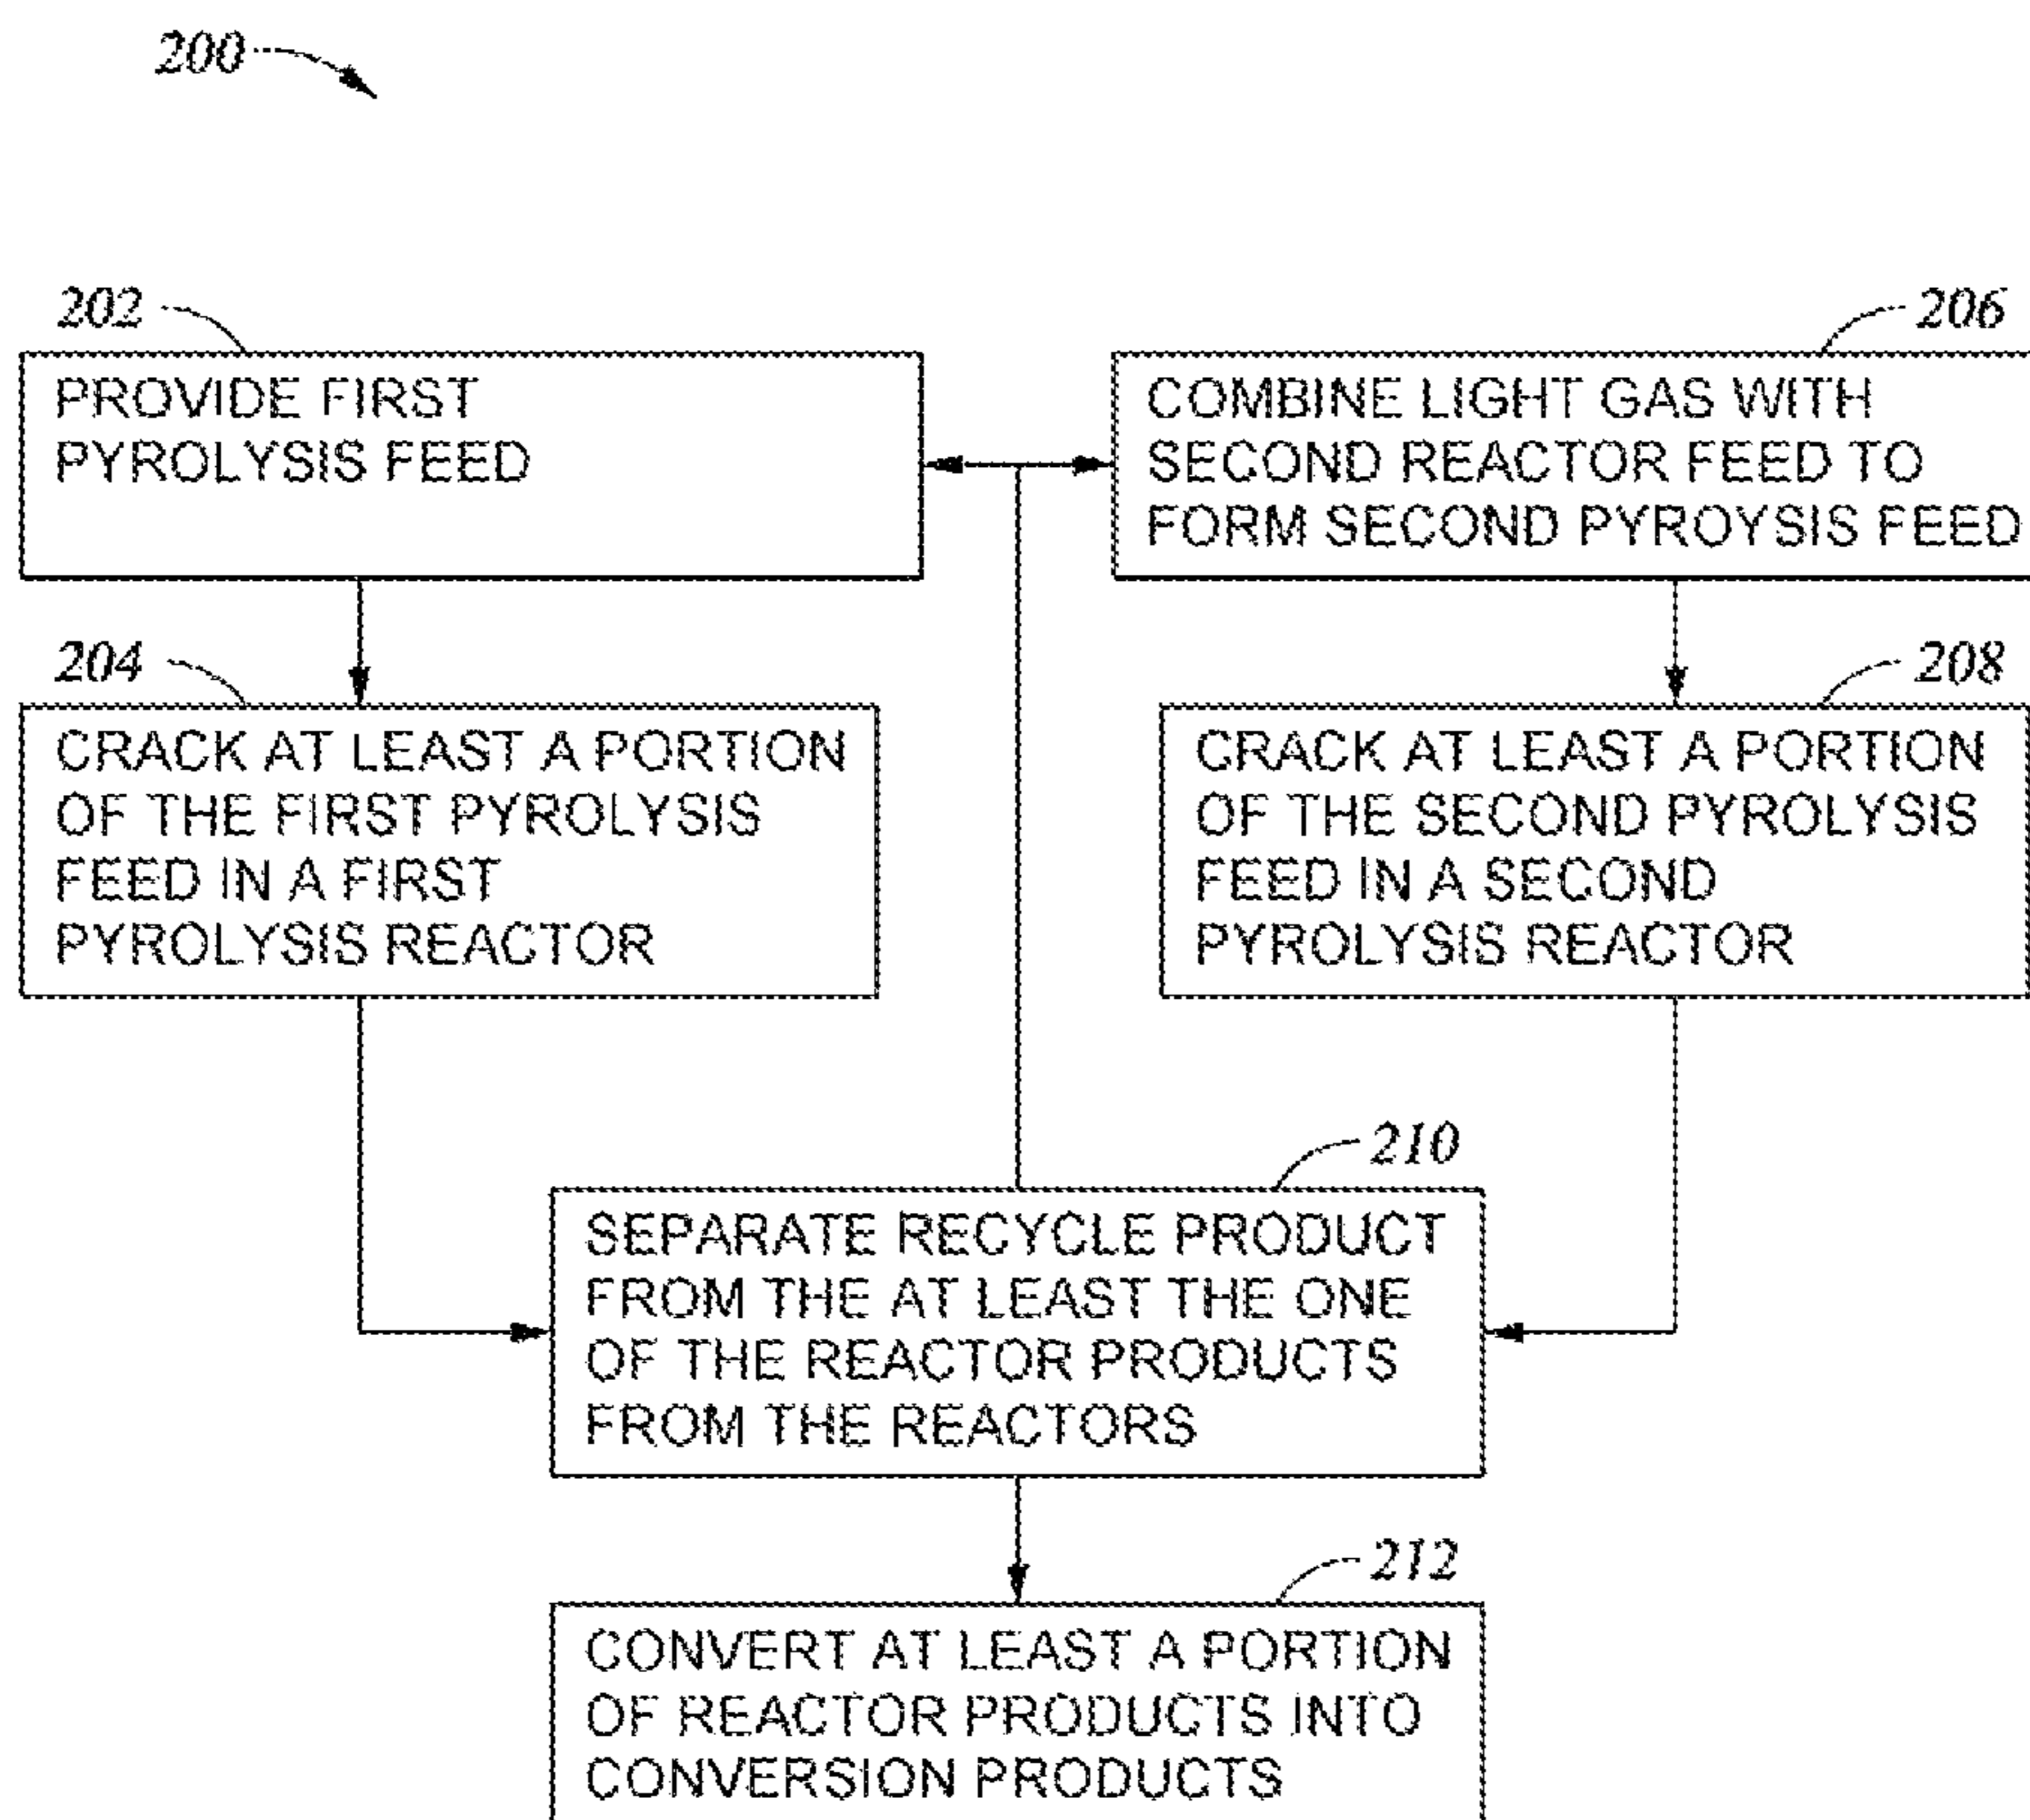 200
202
PROVIDE FIRST
PYROLYSIS FEED
206
COMBINE LIGHT GAS WITH
SECOND REACTOR FEED TO
FORM SECOND PYROYSIS FEED
204
CRACK AT LEAST A PORTION
OF THE FIRST PYROLYSIS
FEED IN A FIRST
PYROLYSIS REACTOR
208
CRACK AT LEAST A PORTION
OF THE SECOND PYROLYSIS
FEED IN A SECOND
PYROLYSIS REACTOR
210
SEPARATE RECYCLE PRODUCT
FROM THE AT LEAST THE ONE
OF THE REACTOR PRODUCTS
FROM THE REACTORS
212
CONVERT AT LEAST A PORTION
OF REACTOR PRODUCTS INTO
CONVERSION PRODUCTS